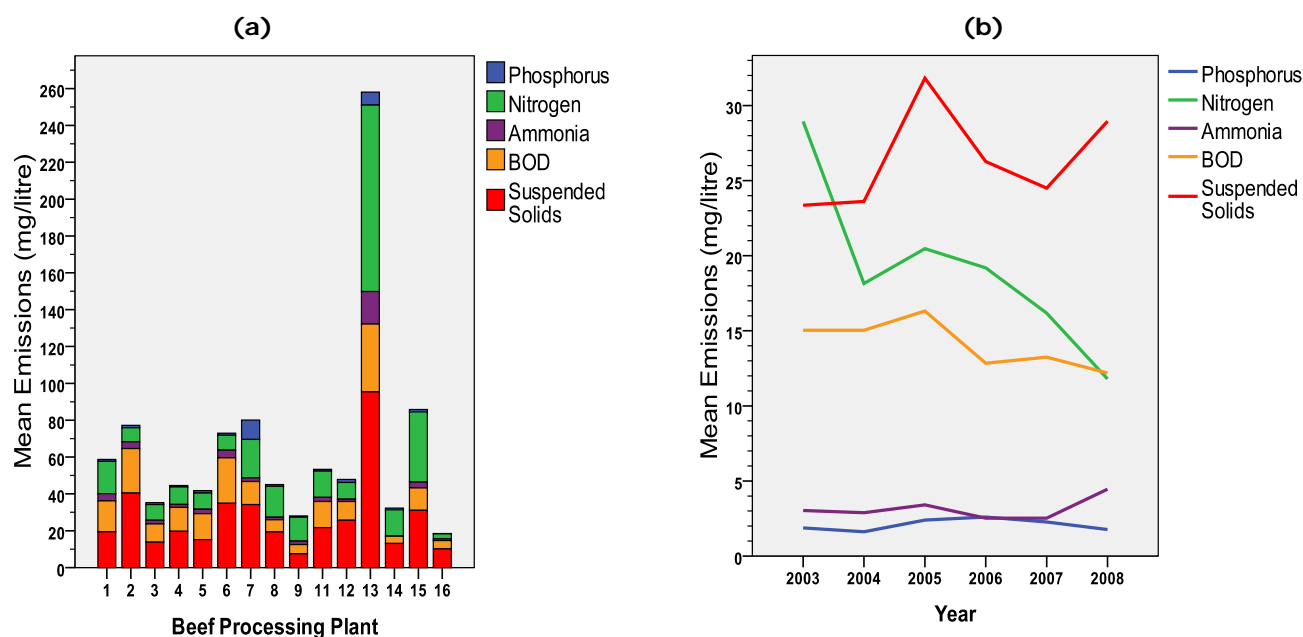 (a)
Mean Emissions (mg/litre)
260
240
220
200
180
160
140
120
100
80
60
40
20
0
1 2 3 4 5 6 7 8 9 11 12 13 14 15 16
Beef Processing Plant
Phosphorus
Nitrogen
Ammonia
BOD
Suspended
Solids
(b)
Mean Emissions (mg/litre)
30
25
20
15
10
5
0
2003 2004 2005 2006 2007 2008
Year
Phosphorus
Nitrogen
Ammonia
BOD
Suspended
Solids